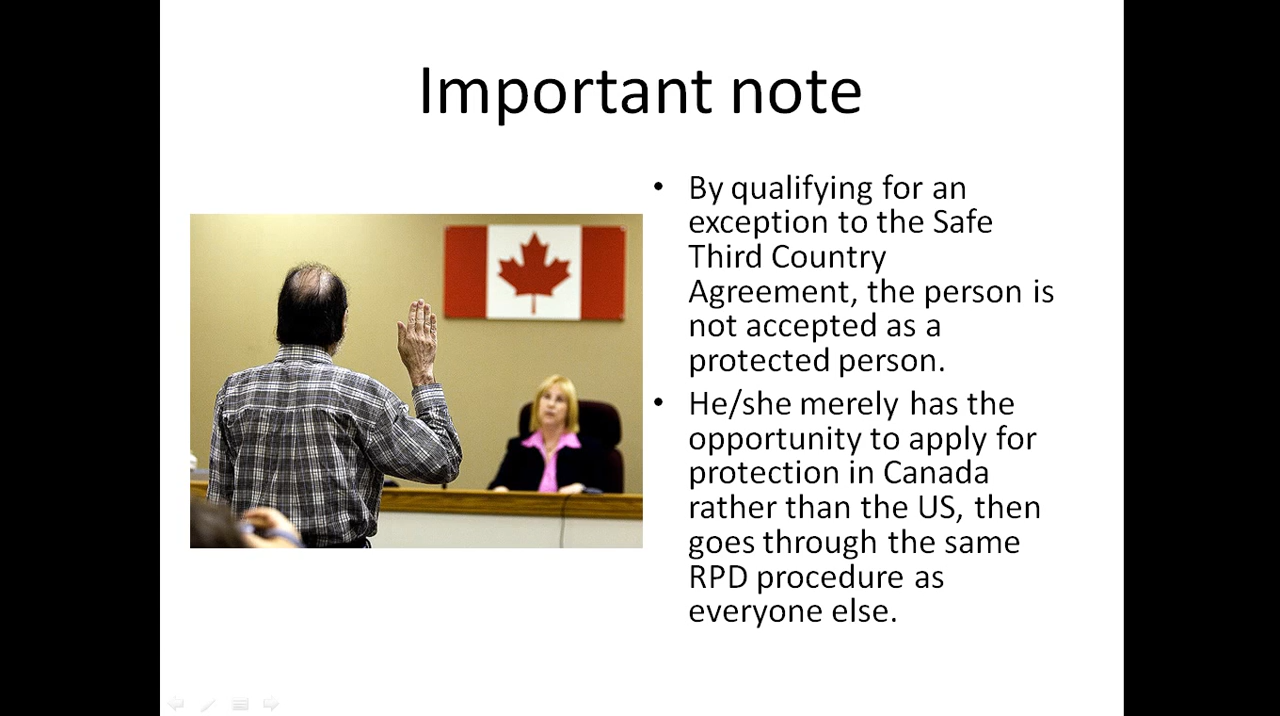 Important note
• By qualifying for an
exception to the Safe
Third Country
Agreement, the person is
not accepted as a
protected person.
• He/she merely has the
opportunity to apply for
protection in Canada
rather than the US, then
goes through the same
RPD procedure as
everyone else.